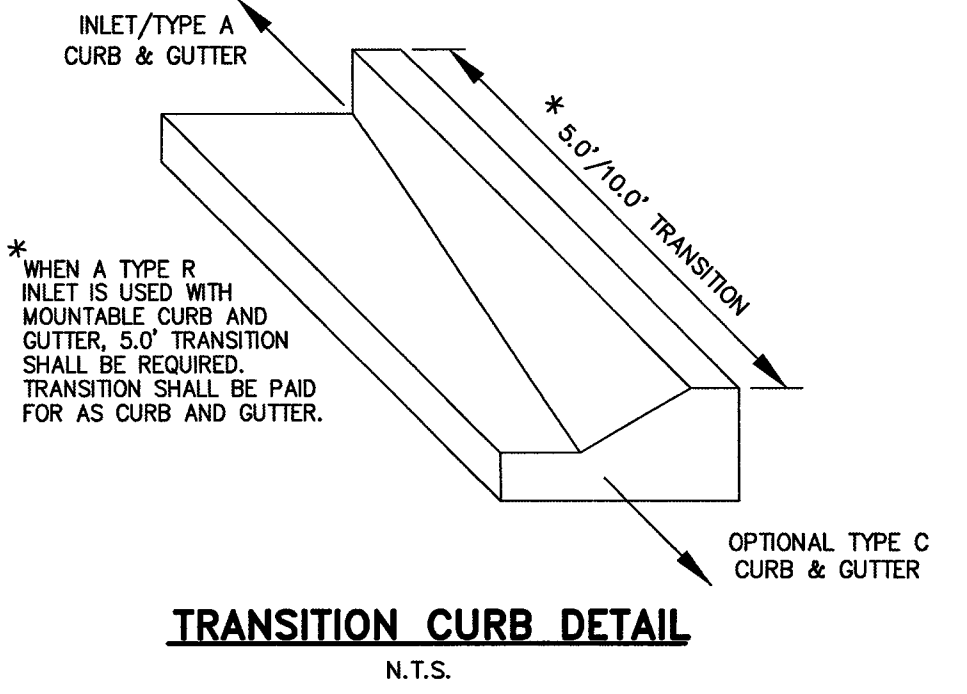 INLET/TYPE A
CURB & GUTTER
* 5.0'/10.0' TRANSITION
*
WHEN A TYPE R
INLET IS USED WITH
MOUNTABLE CURB AND
GUTTER, 5.0' TRANSITION
SHALL BE REQUIRED.
TRANSITION SHALL BE PAID
FOR AS CURB AND GUTTER.
OPTIONAL TYPE C
CURB & GUTTER
TRANSITION CURB DETAIL
N.T.S.